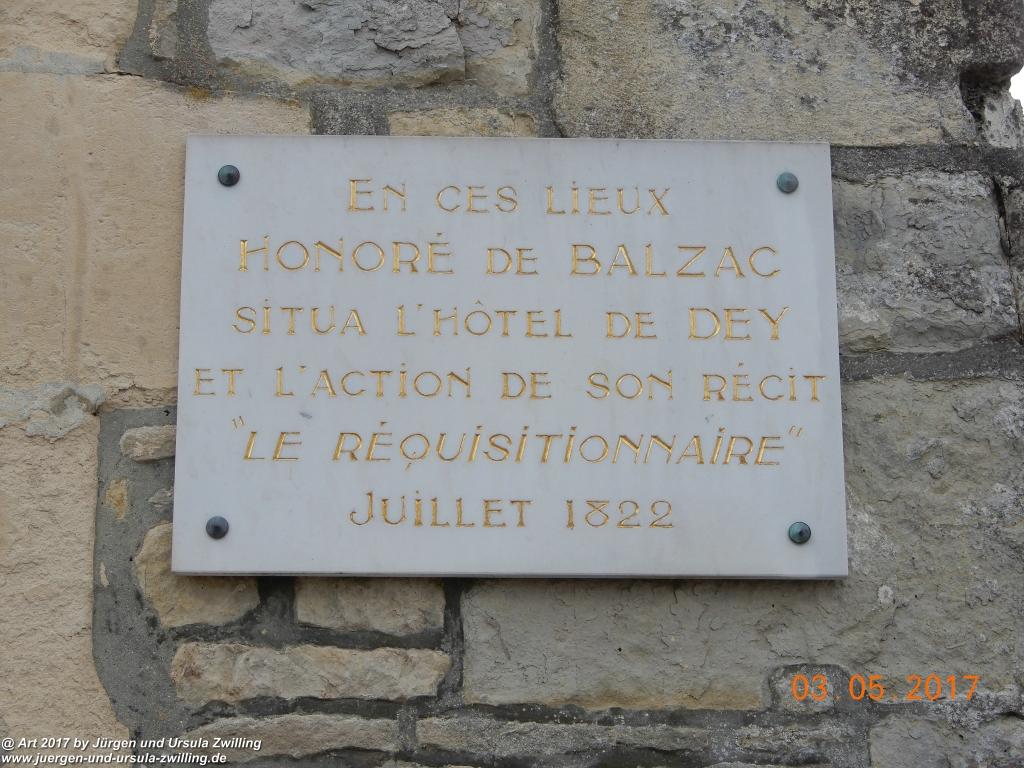 En ces lieux
Honoré de BALZAC
situa l'hôtel de DEY
et l'action de son récit
"Le Réquisitionnaire"
Juillet 1822
03.05.2017
@ Art 2017 by Jürgen und Ursula Zwilling
www.juergen-und-ursula-zwilling.de